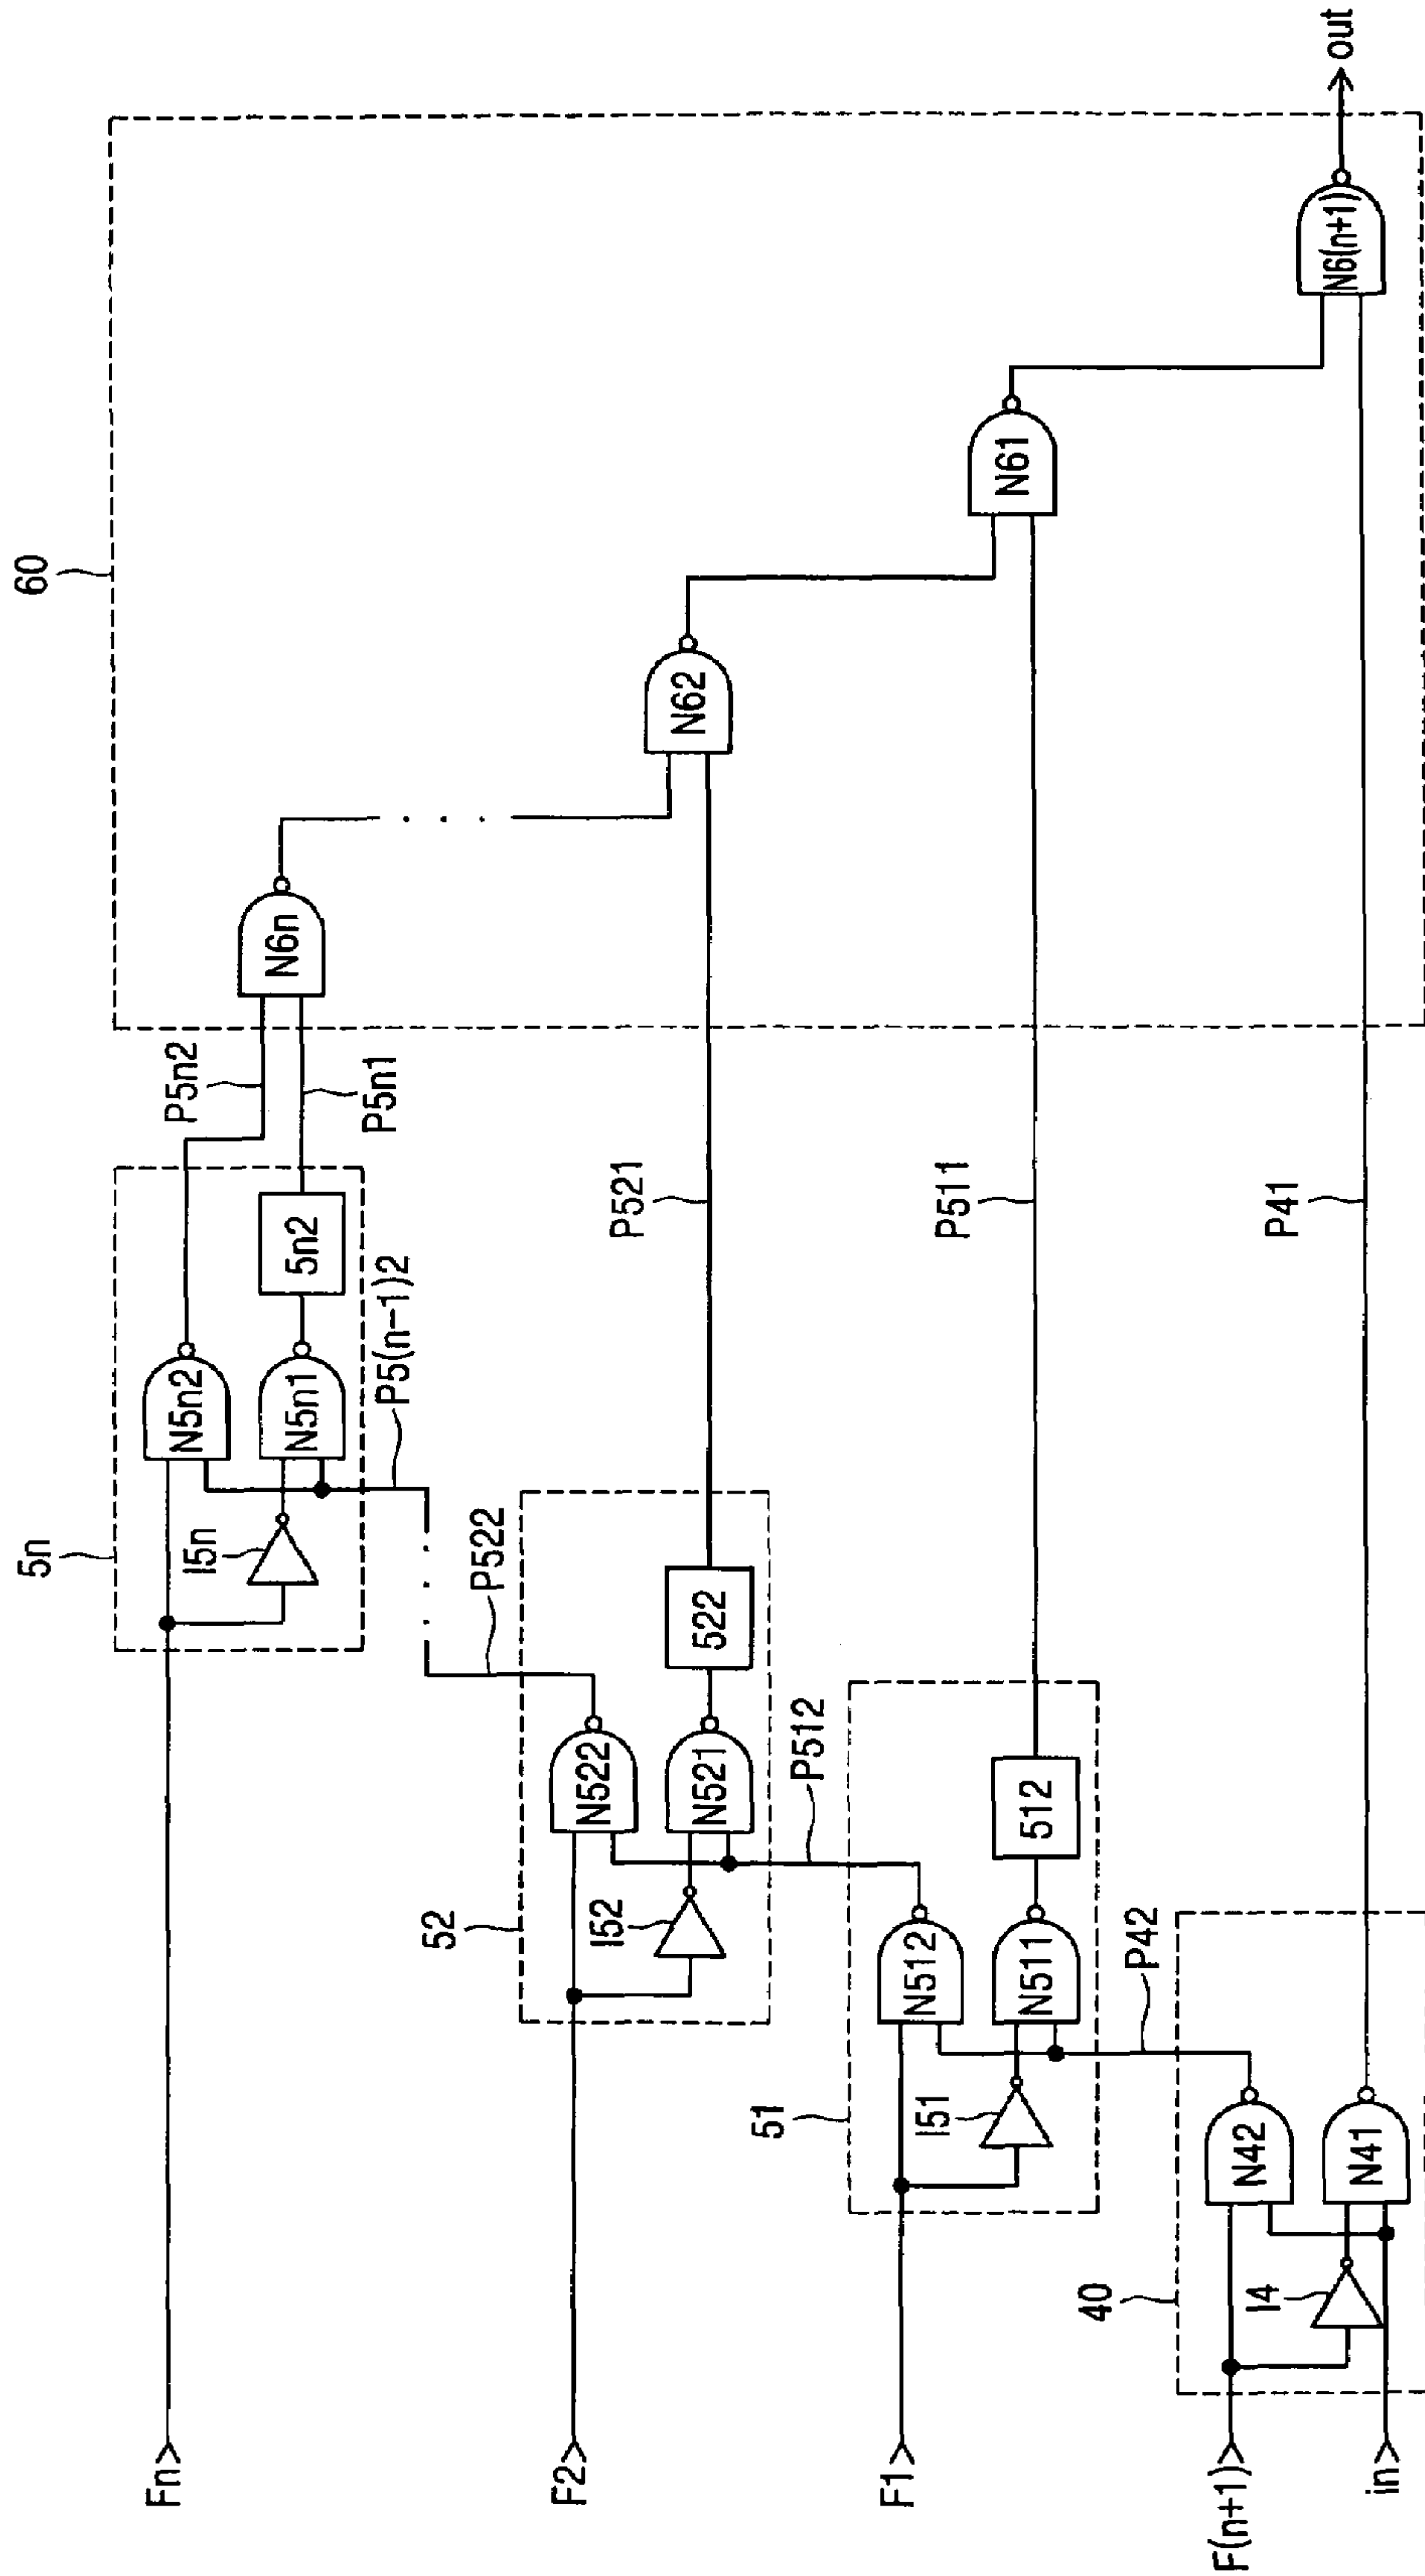 60
out
N6(n+1)
N61
N62
N6n
P5n2
P5n1
P521
P511
P41
5n2
N5n2
N5n1
P5(n-1)2
5n
I5n
P522
522
N522
N521
P512
52
I52
512
N512
N511
P42
51
I51
N42
N41
40
I4
Fn
F2
F1
F(n+1)
in